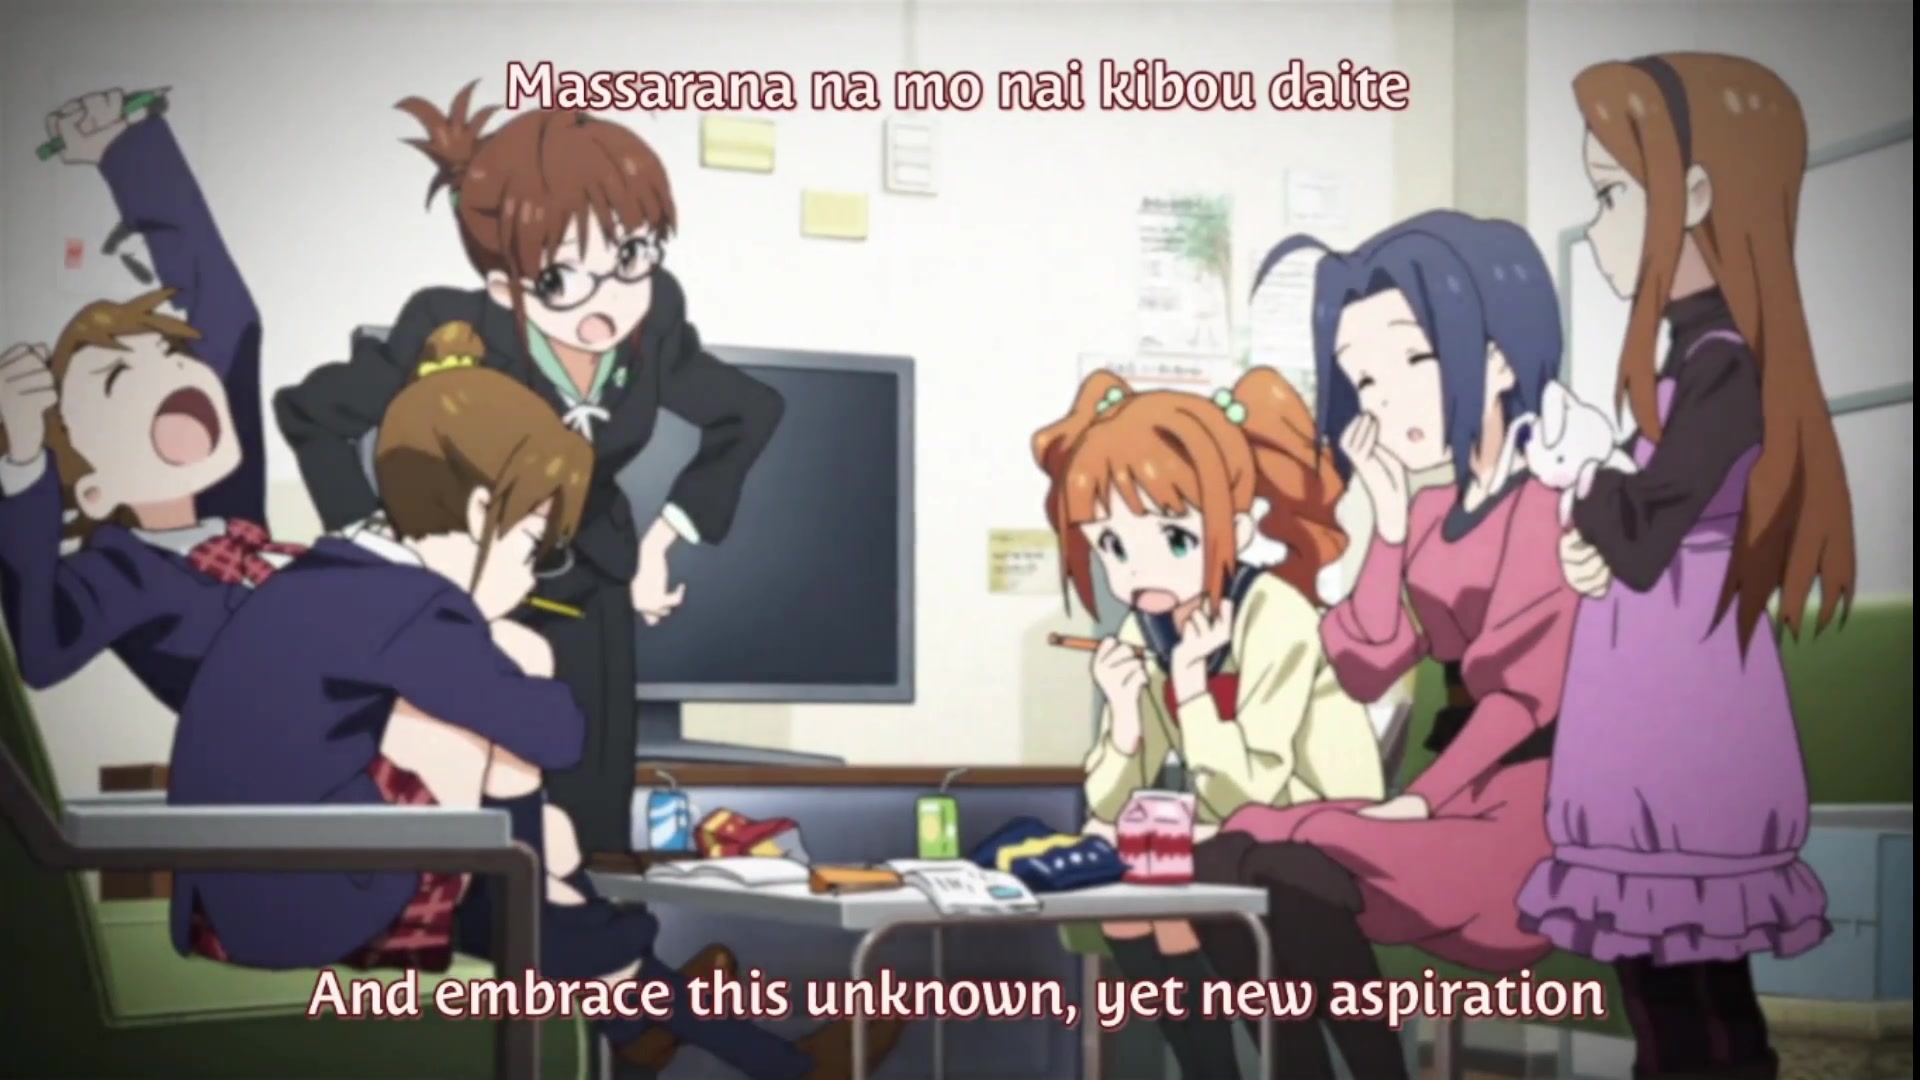 Massarana na mo nai kibou daite
And embrace this unknown, yet new aspiration